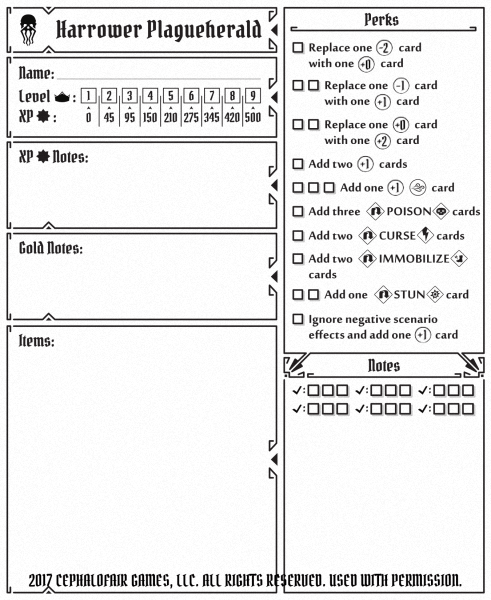 Harrower Plagueherald
Name:
Level :
1 2 3 4 5 6 7 8 9
XP :
0 45 95 150 210 275 345 420 500
XP Notes:
Gold Notes:
Items:
Perks
Replace one -2 card
with one +0 card
Replace one -1 card
with one +1 card
Replace one +0 card
with one +2 card
Add two +1 cards
Add one +1 card
Add three POISON cards
Add two CURSE cards
Add two IMMOBILIZE
cards
Add one STUN card
Ignore negative scenario
effects and add one +1 card
Notes
✓: ✓: ✓:
✓: ✓: ✓:
2017 CEPHALOFAIR GAMES, LLC. ALL RIGHTS RESERVED. USED WITH PERMISSION.